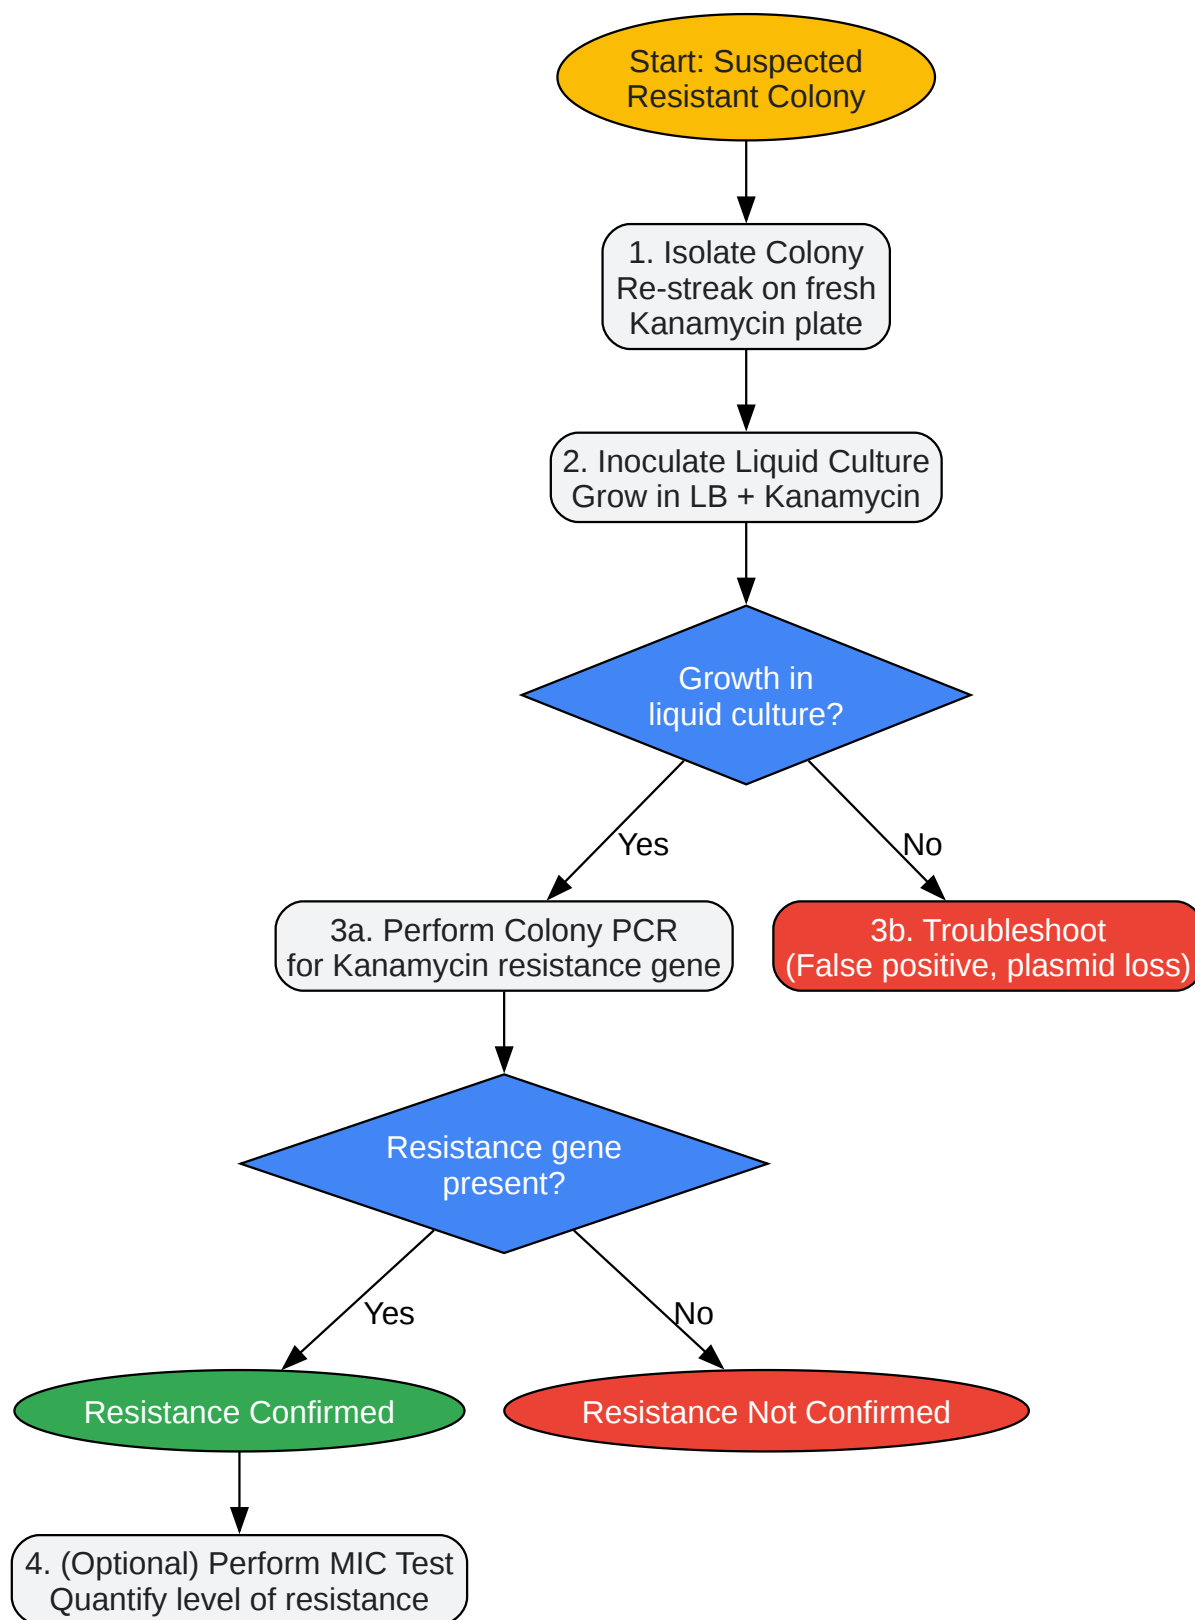 Start: Suspected
Resistant Colony
1. Isolate Colony
Re-streak on fresh
Kanamycin plate
2. Inoculate Liquid Culture
Grow in LB + Kanamycin
Growth in
liquid culture?
Yes
No
3a. Perform Colony PCR
for Kanamycin resistance gene
3b. Troubleshoot
(False positive, plasmid loss)
Resistance gene
present?
Yes
No
Resistance Confirmed
Resistance Not Confirmed
4. (Optional) Perform MIC Test
Quantify level of resistance